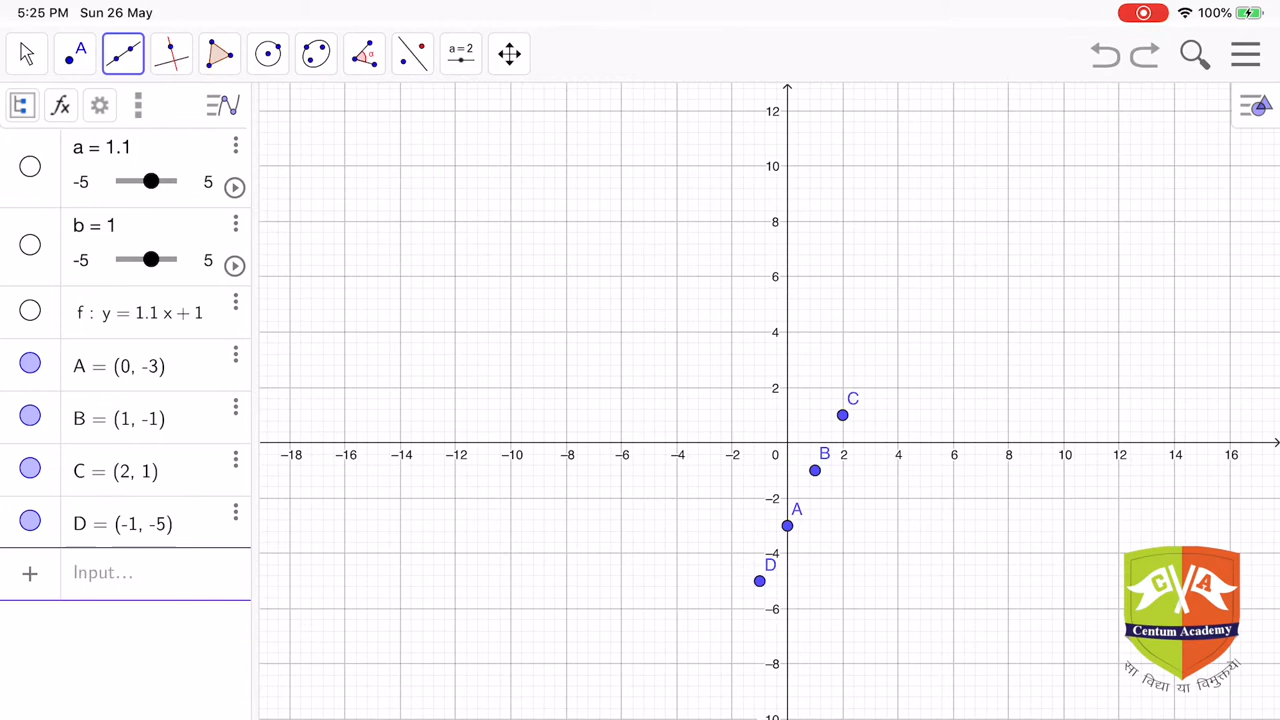 5:25 PM Sun 26 May
100%
A
α
a = 2
fx
a = 1.1
-5 5
b = 1
-5 5
f : y = 1.1 x + 1
A = (0, -3)
B = (1, -1)
C = (2, 1)
D = (-1, -5)
+ Input...
12
10
8
6
4
2
C
−18 −16 −14 −12 −10 −8 −6 −4 −2 0 2 4 6 8 10 12 14 16
B
−2
A
−4
D
−6
−8
−10
C A
Centum Academy
सा विद्या या विमुक्तये।